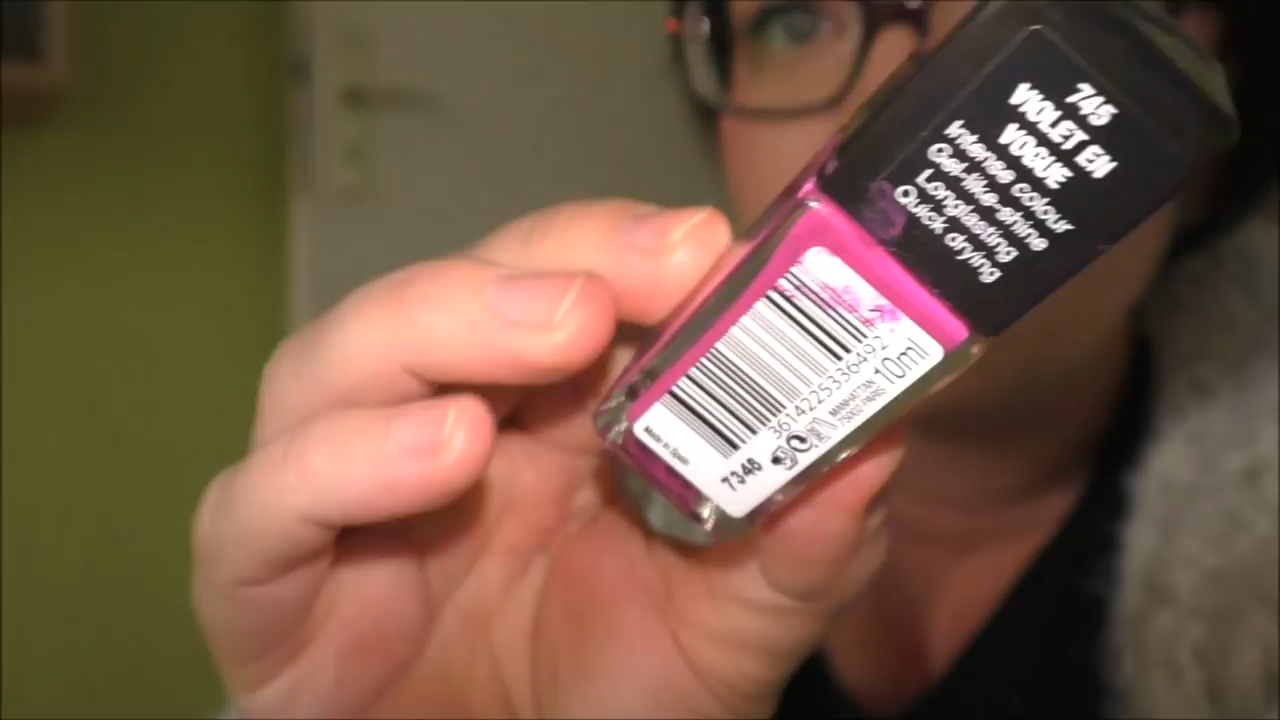 745
VIOLET EN
VOGUE
Intense colour
Gel-like-shine
Longlasting
Quick drying
3614225336492
10ml
MANHATTAN
75002 PARIS
Made in Spain
7348